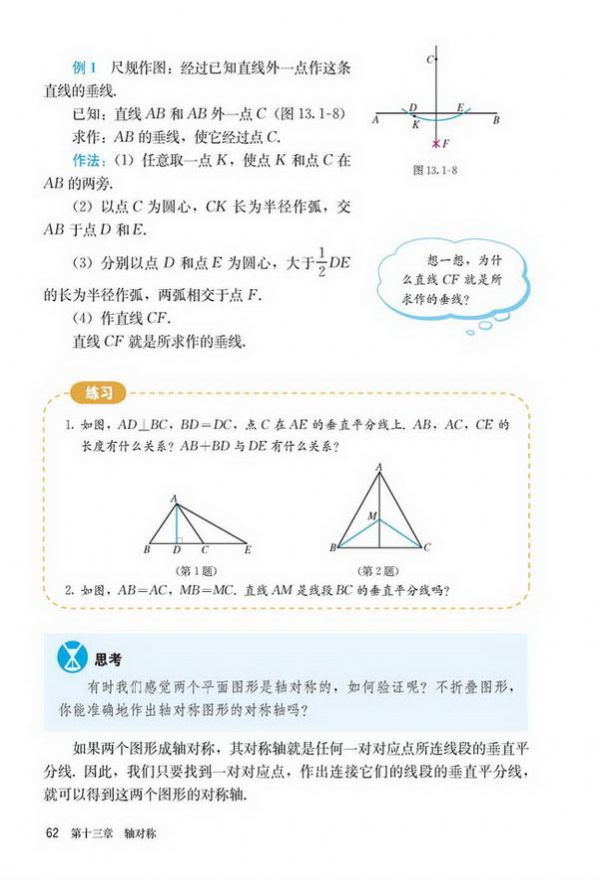 例1 尺规作图：经过已知直线外一点作这条
直线的垂线.
已知：直线 AB 和 AB 外一点 C（图 13.1-8）
求作：AB 的垂线，使它经过点 C.
作法：（1）任意取一点 K，使点 K 和点 C 在
AB 的两旁.
（2）以点 C 为圆心，CK 长为半径作弧，交
AB 于点 D 和 E.
（3）分别以点 D 和点 E 为圆心，大于 1/2 DE
的长为半径作弧，两弧相交于点 F.
（4）作直线 CF.
直线 CF 就是所求作的垂线.
C
D
E
A
K
B
F
图 13.1-8
想一想，为什
么直线 CF 就是所
求作的垂线？
练习
1. 如图，AD⊥BC，BD=DC，点 C 在 AE 的垂直平分线上. AB，AC，CE 的
长度有什么关系？AB+BD 与 DE 有什么关系？
A
B
D
C
E
（第 1 题）
A
M
B
C
（第 2 题）
2. 如图，AB=AC，MB=MC. 直线 AM 是线段 BC 的垂直平分线吗？
思考
有时我们感觉两个平面图形是轴对称的，如何验证呢？不折叠图形，
你能准确地作出轴对称图形的对称轴吗？
如果两个图形成轴对称，其对称轴就是任何一对对应点所连线段的垂直平
分线. 因此，我们只要找到一对对应点，作出连接它们的线段的垂直平分线，
就可以得到这两个图形的对称轴.
62 第十三章 轴对称